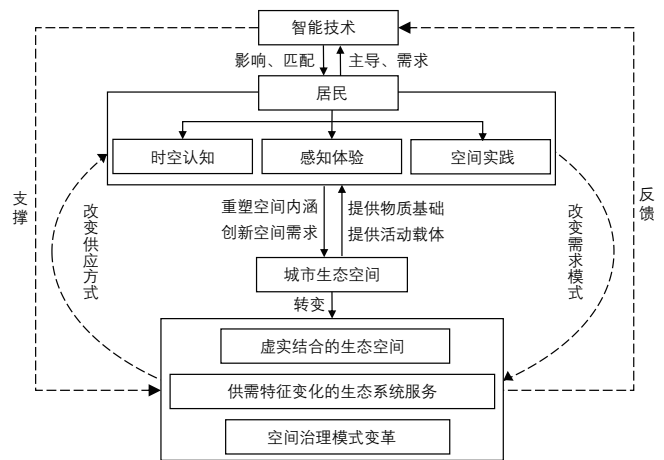 智能技术
影响、匹配
主导、需求
居民
时空认知
感知体验
空间实践
支撑
改变供应方式
重塑空间内涵
创新空间需求
提供物质基础
提供活动载体
改变需求模式
反馈
城市生态空间
转变
虚实结合的生态空间
供需特征变化的生态系统服务
空间治理模式变革